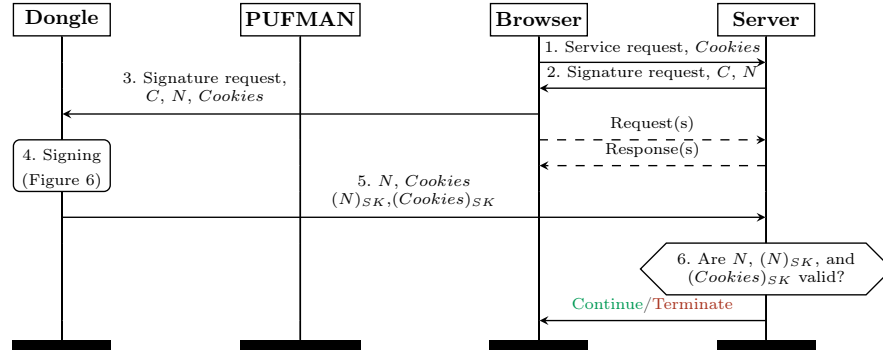 Dongle PUFMAN Browser Server
1. Service request, Cookies
2. Signature request, C, N
3. Signature request,
C, N, Cookies
Request(s)
Response(s)
4. Signing
(Figure 6)
5. N, Cookies
(N)SK,(Cookies)SK
6. Are N, (N)SK, and
(Cookies)SK valid?
Continue/Terminate